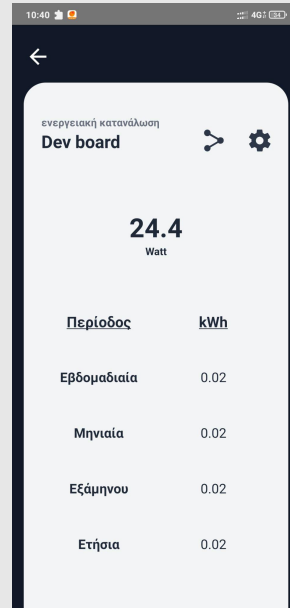 10:40 4G 54
ενεργειακή κατανάλωση
Dev board
24.4
Watt
Περίοδος kWh
Εβδομαδιαία 0.02
Μηνιαία 0.02
Εξάμηνου 0.02
Ετήσια 0.02